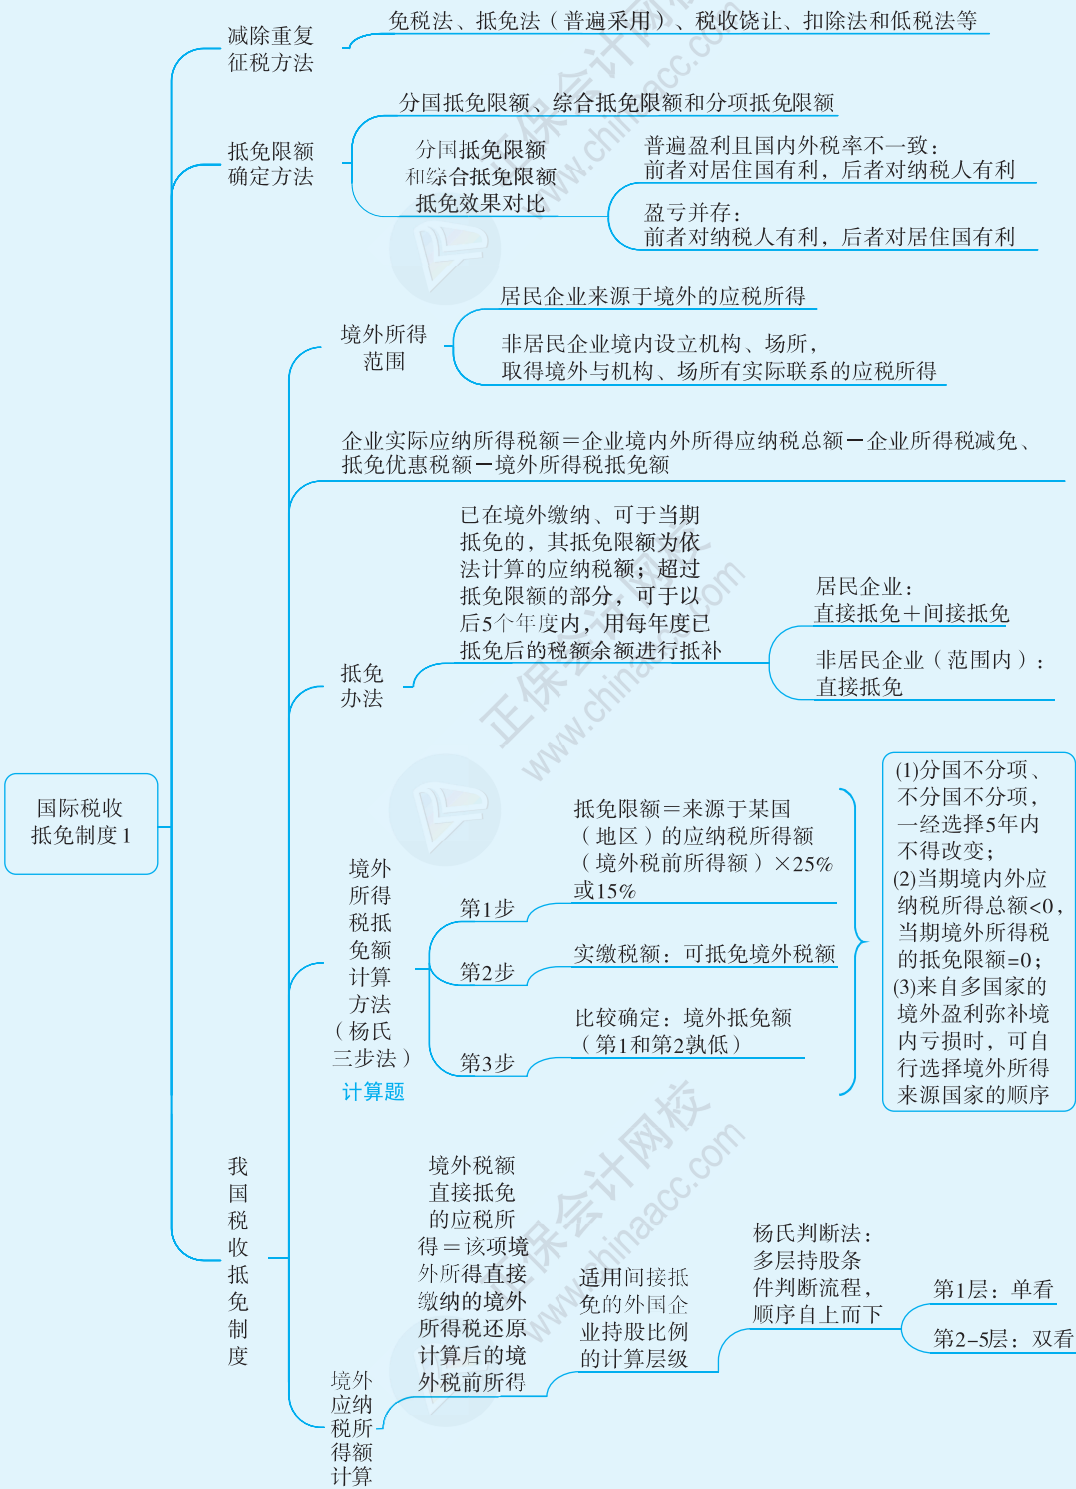 减除重复
征税方法
免税法、抵免法（普遍采用）、税收饶让、扣除法和低税法等
抵免限额
确定方法
分国抵免限额、综合抵免限额和分项抵免限额
分国抵免限额
和综合抵免限额
抵免效果对比
普遍盈利且国内外税率不一致：
前者对居住国有利，后者对纳税人有利
盈亏并存：
前者对纳税人有利，后者对居住国有利
国际税收
抵免制度1
我
国
税
收
抵
免
制
度
境外所得
范围
居民企业来源于境外的应税所得
非居民企业境内设立机构、场所，
取得境外与机构、场所有实际联系的应税所得
企业实际应纳所得税额＝企业境内外所得应纳税总额－企业所得税减免、
抵免优惠税额－境外所得税抵免额
抵免
办法
已在境外缴纳、可于当期
抵免的，其抵免限额为依
法计算的应纳税额；超过
抵免限额的部分，可于以
后5个年度内，用每年度已
抵免后的税额余额进行抵补
居民企业：
直接抵免＋间接抵免
非居民企业（范围内）：
直接抵免
境外
所得
税抵
免额
计算
方法
（杨氏
三步法）
计算题
第1步
抵免限额＝来源于某国
（地区）的应纳税所得额
（境外税前所得额）×25%
或15%
第2步
实缴税额：可抵免境外税额
第3步
比较确定：境外抵免额
（第1和第2孰低）
(1)分国不分项、
不分国不分项，
一经选择5年内
不得改变；
(2)当期境内外应
纳税所得总额<0，
当期境外所得税
的抵免限额=0；
(3)来自多国家的
境外盈利弥补境
内亏损时，可自
行选择境外所得
来源国家的顺序
境外
应纳
税所
得额
计算
境外税额
直接抵免
的应税所
得＝该项境
外所得直接
缴纳的境外
所得税还原
计算后的境
外税前所得
适用间接抵
免的外国企
业持股比例
的计算层级
杨氏判断法：
多层持股条
件判断流程，
顺序自上而下
第1层：单看
第2-5层：双看
正保会计网校
www.chinaacc.com
正保会计网校
www.chinaacc.com
正保会计网校
www.chinaacc.com